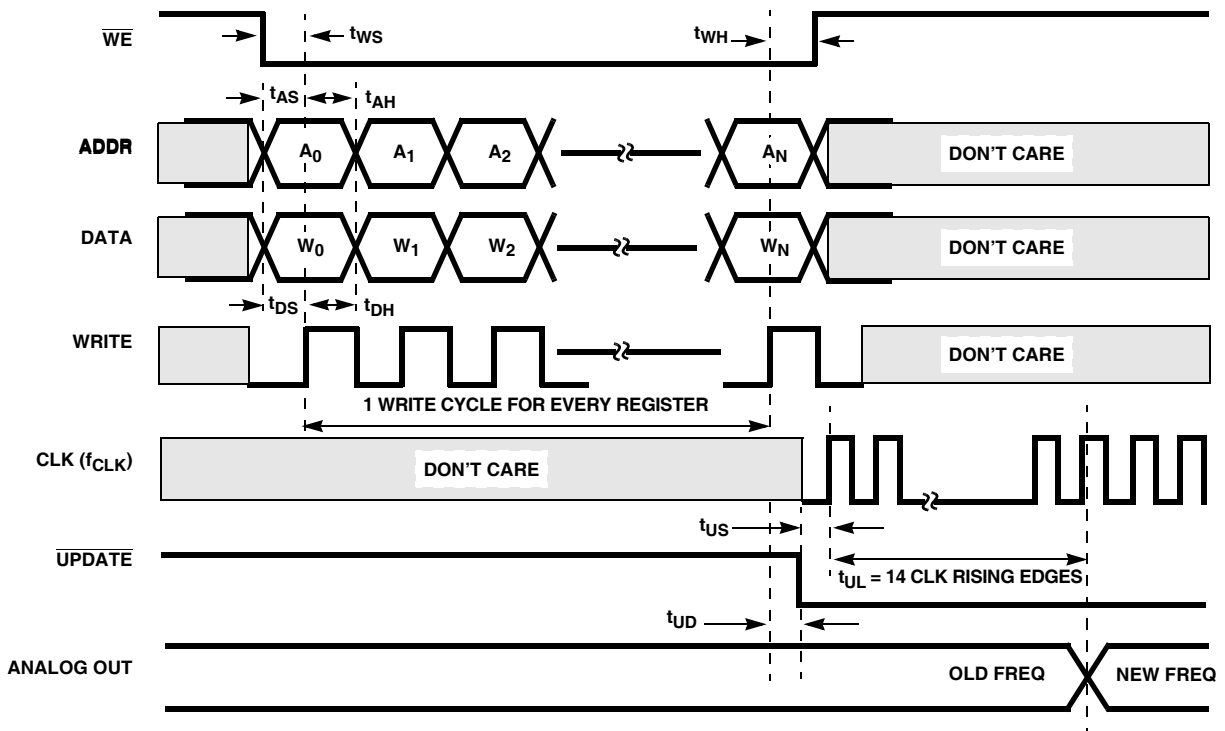 WE
tWS
tWH
tAS
tAH
ADDR
A0
A1
A2
AN
DON'T CARE
DATA
W0
W1
W2
WN
DON'T CARE
tDS
tDH
WRITE
DON'T CARE
1 WRITE CYCLE FOR EVERY REGISTER
CLK (fCLK)
DON'T CARE
tUS
UPDATE
tUL = 14 CLK RISING EDGES
tUD
ANALOG OUT
OLD FREQ
NEW FREQ